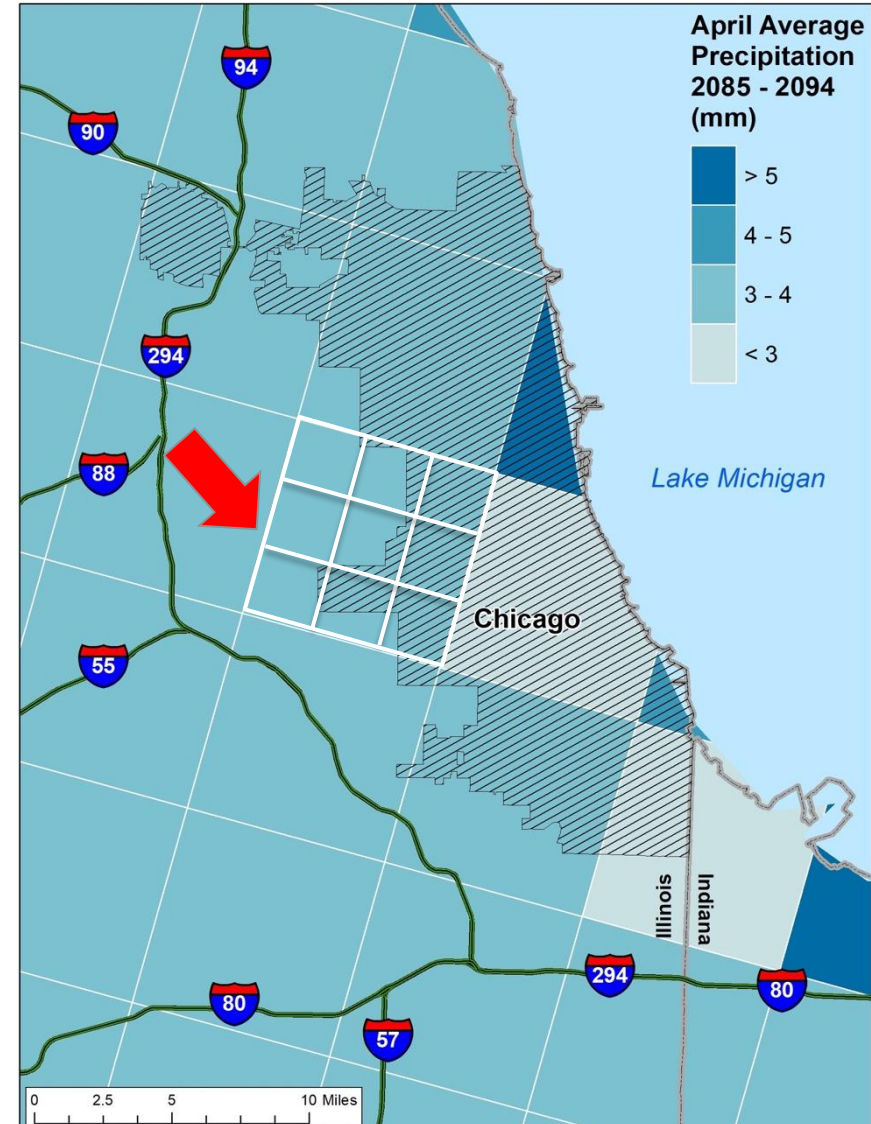 April Average
Precipitation
2085 - 2094
(mm)
> 5
4 - 5
3 - 4
< 3
94
90
294
88
Lake Michigan
Chicago
55
Illinois
Indiana
294
80
80
57
0 2.5 5 10 Miles